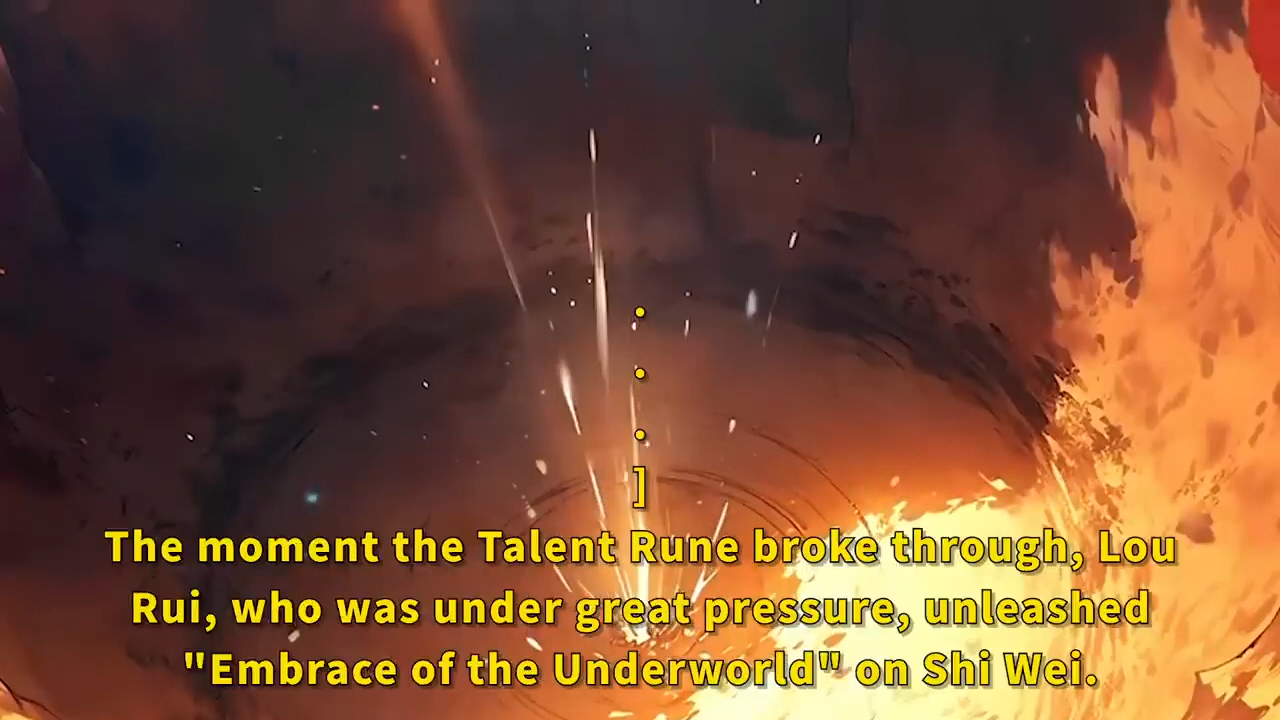 .
.
.
]
The moment the Talent Rune broke through, Lou
Rui, who was under great pressure, unleashed
"Embrace of the Underworld" on Shi Wei.